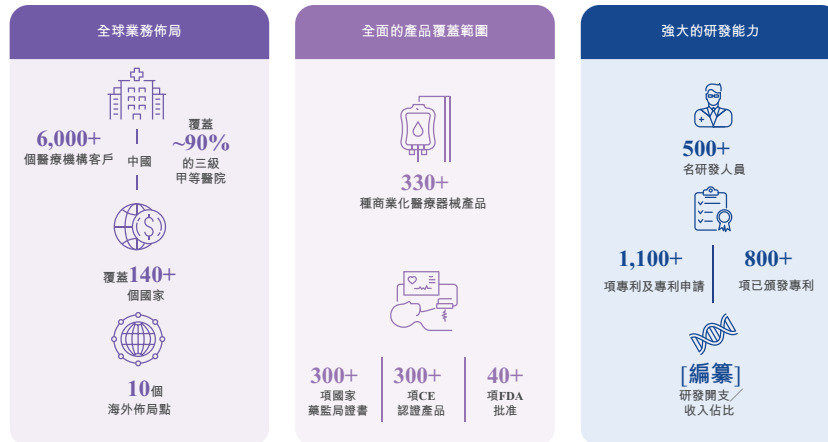 全球業務佈局
6,000+
個醫療機構客戶
中國
覆蓋
~90%
的三級
甲等醫院
覆蓋140+
個國家
10個
海外佈局點
全面的產品覆蓋範圍
330+
種商業化醫療器械產品
300+
項國家
藥監局證書
300+
項CE
認證產品
40+
項FDA
批准
強大的研發能力
500+
名研發人員
1,100+
項專利及專利申請
800+
項已頒發專利
[編纂]
研發開支／
收入佔比